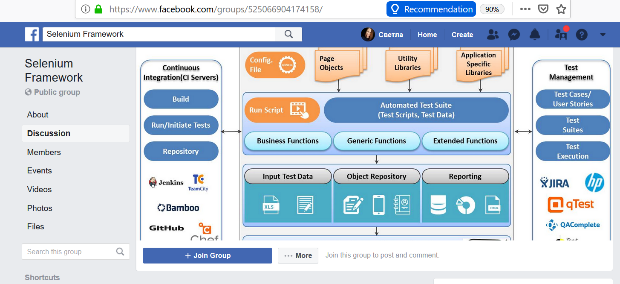 https://www.facebook.com/groups/525066904174158/
Recommendation
90%
Selenium Framework
Caerna
Home
Create
Selenium
Framework
Public group
About
Discussion
Members
Events
Videos
Photos
Files
Search this group
Shortcuts
Continuous
Integration(CI Servers)
Build
Run/Initiate Tests
Repository
Jenkins
TeamCity
Bamboo
GitHub
Chef
Config.
File
Page
Objects
Utility
Libraries
Application
Specific
Libraries
Run Script
Automated Test Suite
(Test Scripts, Test Data)
Business Functions
Generic Functions
Extended Functions
Input Test Data
Object Repository
Reporting
XLS
Test
Management
Test Cases/
User Stories
Test
Suites
Test
Execution
JIRA
hp
qTest
QAComplete
+ Join Group
··· More
Join this group to post and comment.